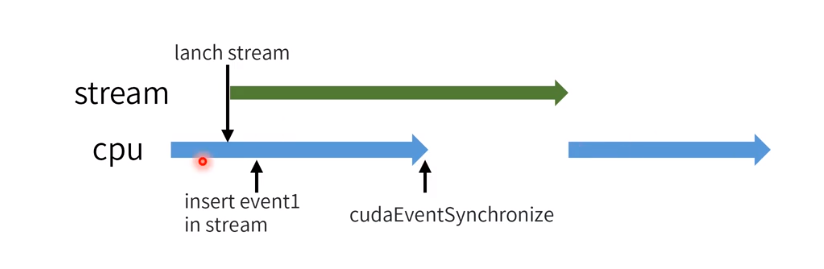 lanch stream
stream
cpu
insert event1
in stream
cudaEventSynchronize